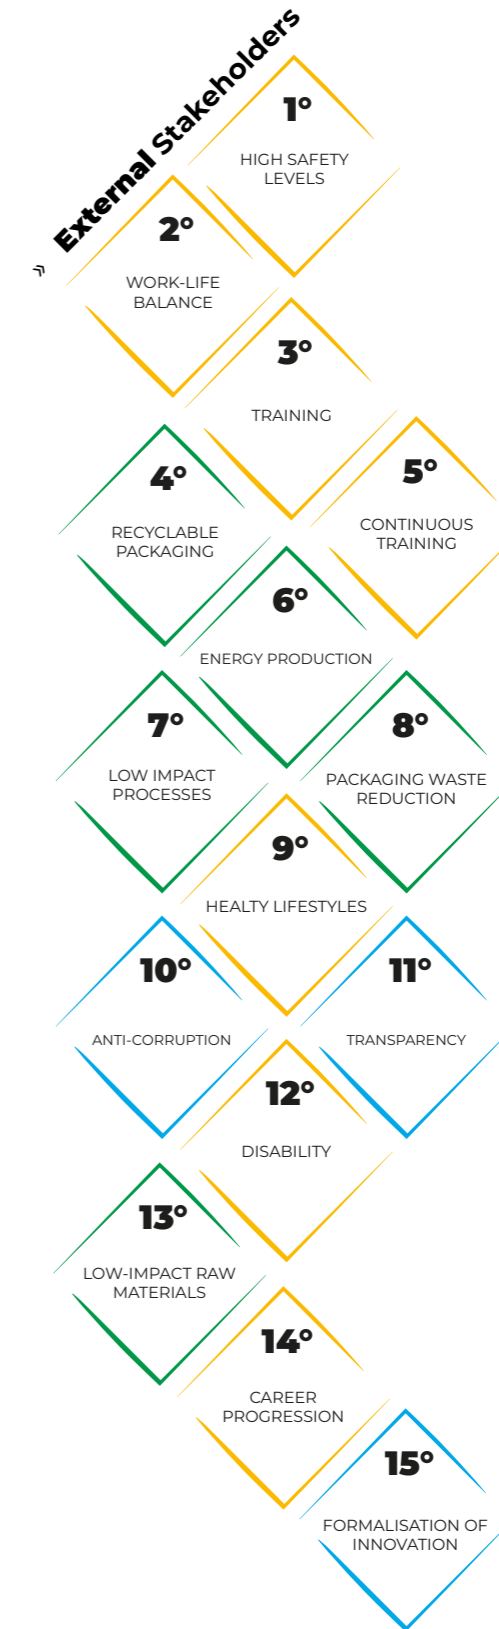 External Stakeholders
»
1°
HIGH SAFETY
LEVELS
2°
WORK-LIFE
BALANCE
3°
TRAINING
4°
RECYCLABLE
PACKAGING
5°
CONTINUOUS
TRAINING
6°
ENERGY PRODUCTION
7°
LOW IMPACT
PROCESSES
8°
PACKAGING WASTE
REDUCTION
9°
HEALTY LIFESTYLES
10°
ANTI-CORRUPTION
11°
TRANSPARENCY
12°
DISABILITY
13°
LOW-IMPACT RAW
MATERIALS
14°
CAREER
PROGRESSION
15°
FORMALISATION OF
INNOVATION